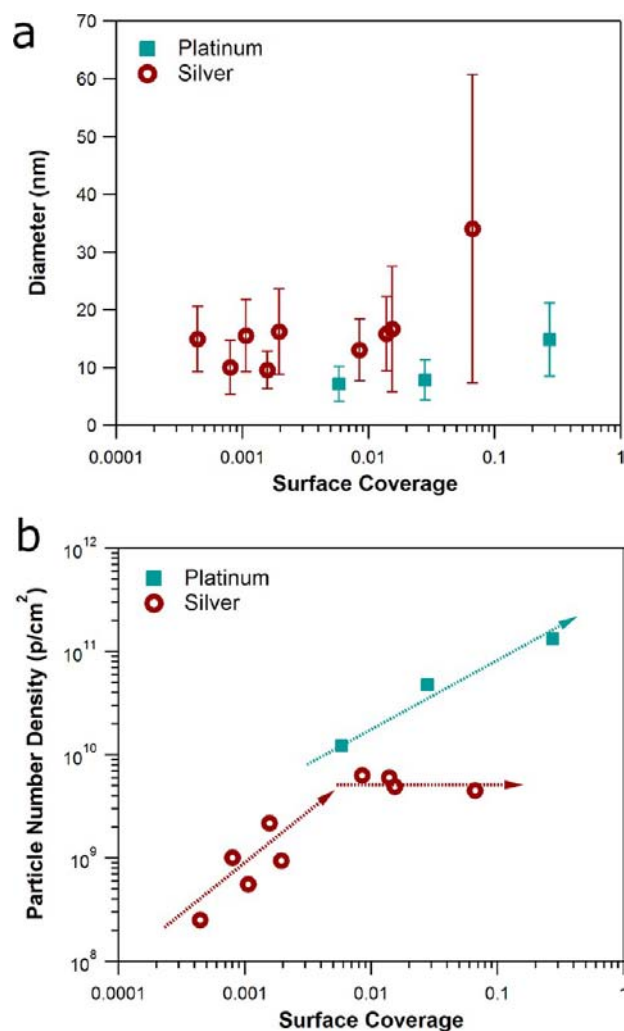 a
Platinum
Silver
Diameter (nm)
70
60
50
40
30
20
10
0
0.0001
0.001
0.01
0.1
1
Surface Coverage
b
Platinum
Silver
Particle Number Density (p/cm²)
10¹²
10¹¹
10¹⁰
10⁹
10⁸
0.0001
0.001
0.01
0.1
1
Surface Coverage